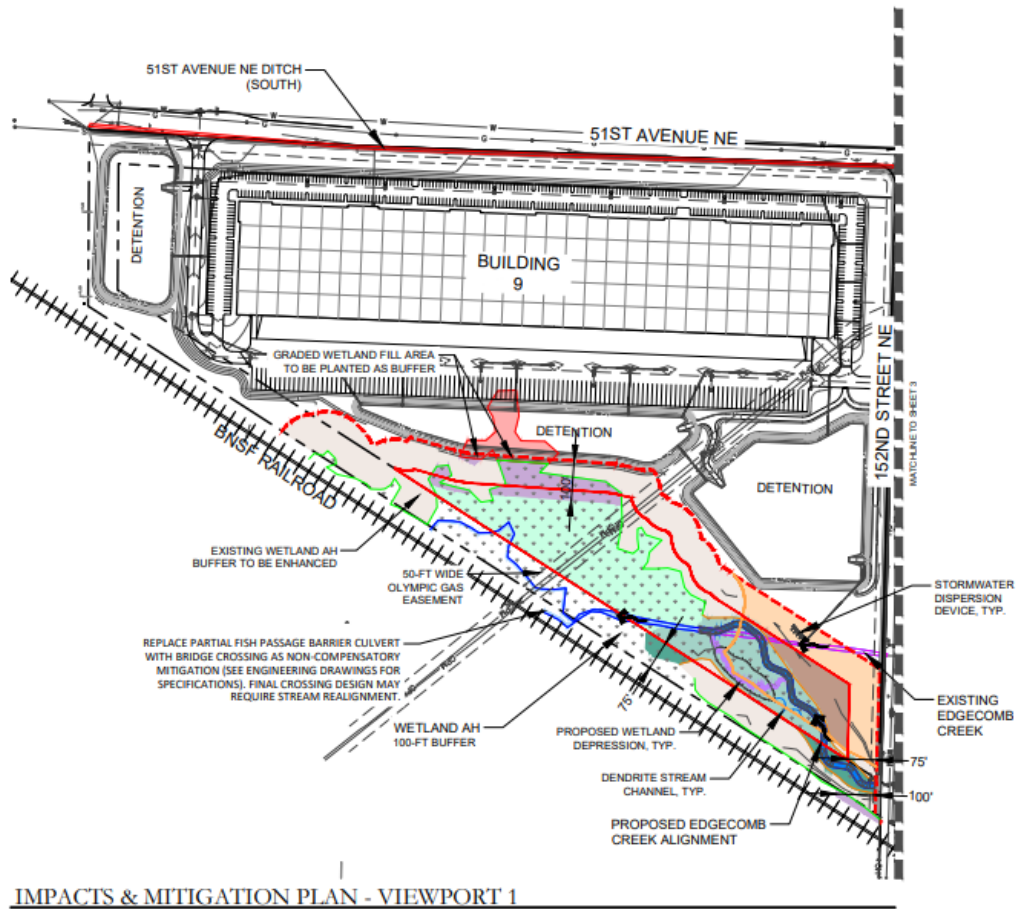 51ST AVENUE NE DITCH
(SOUTH)
W
W
W
W
G
G
G
51ST AVENUE NE
DETENTION
BUILDING
9
152ND STREET NE
MATCHLINE TO SHEET 3
GRADED WETLAND FILL AREA
TO BE PLANTED AS BUFFER
DETENTION
BNSF RAILROAD
100'
DETENTION
EXISTING WETLAND AH
BUFFER TO BE ENHANCED
50-FT WIDE
OLYMPIC GAS
EASEMENT
STORMWATER
DISPERSION
DEVICE, TYP.
REPLACE PARTIAL FISH PASSAGE BARRIER CULVERT
WITH BRIDGE CROSSING AS NON-COMPENSATORY
MITIGATION (SEE ENGINEERING DRAWINGS FOR
SPECIFICATIONS). FINAL CROSSING DESIGN MAY
REQUIRE STREAM REALIGNMENT.
75'
EXISTING
EDGECOMB
CREEK
WETLAND AH
100-FT BUFFER
PROPOSED WETLAND
DEPRESSION, TYP.
75'
DENDRITE STREAM
CHANNEL, TYP.
100'
PROPOSED EDGECOMB
CREEK ALIGNMENT
IMPACTS & MITIGATION PLAN - VIEWPORT 1